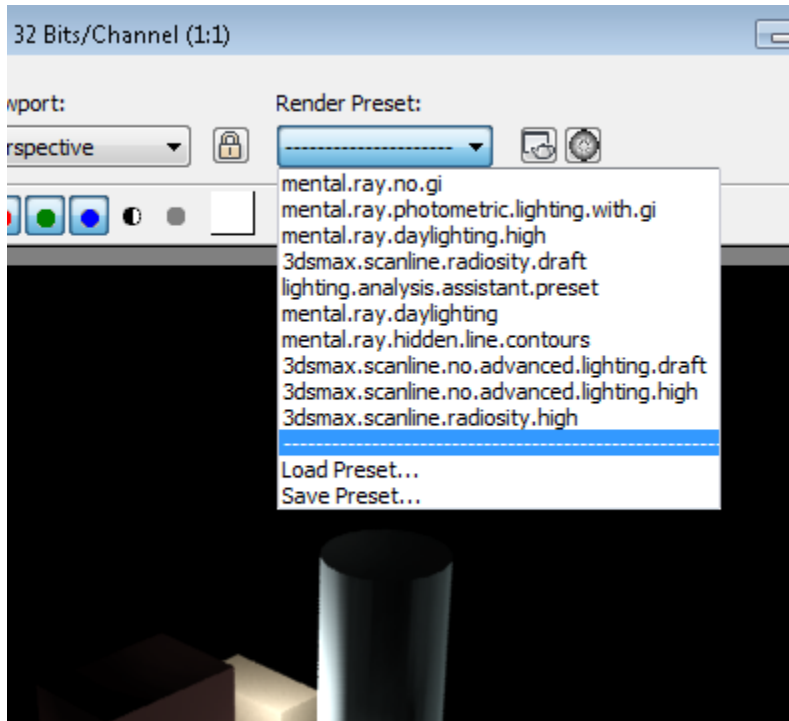 32 Bits/Channel (1:1)
wport:
Render Preset:
rspective
---------------------
mental.ray.no.gi
mental.ray.photometric.lighting.with.gi
mental.ray.daylighting.high
3dsmax.scanline.radiosity.draft
lighting.analysis.assistant.preset
mental.ray.daylighting
mental.ray.hidden.line.contours
3dsmax.scanline.no.advanced.lighting.draft
3dsmax.scanline.no.advanced.lighting.high
3dsmax.scanline.radiosity.high
Load Preset...
Save Preset...